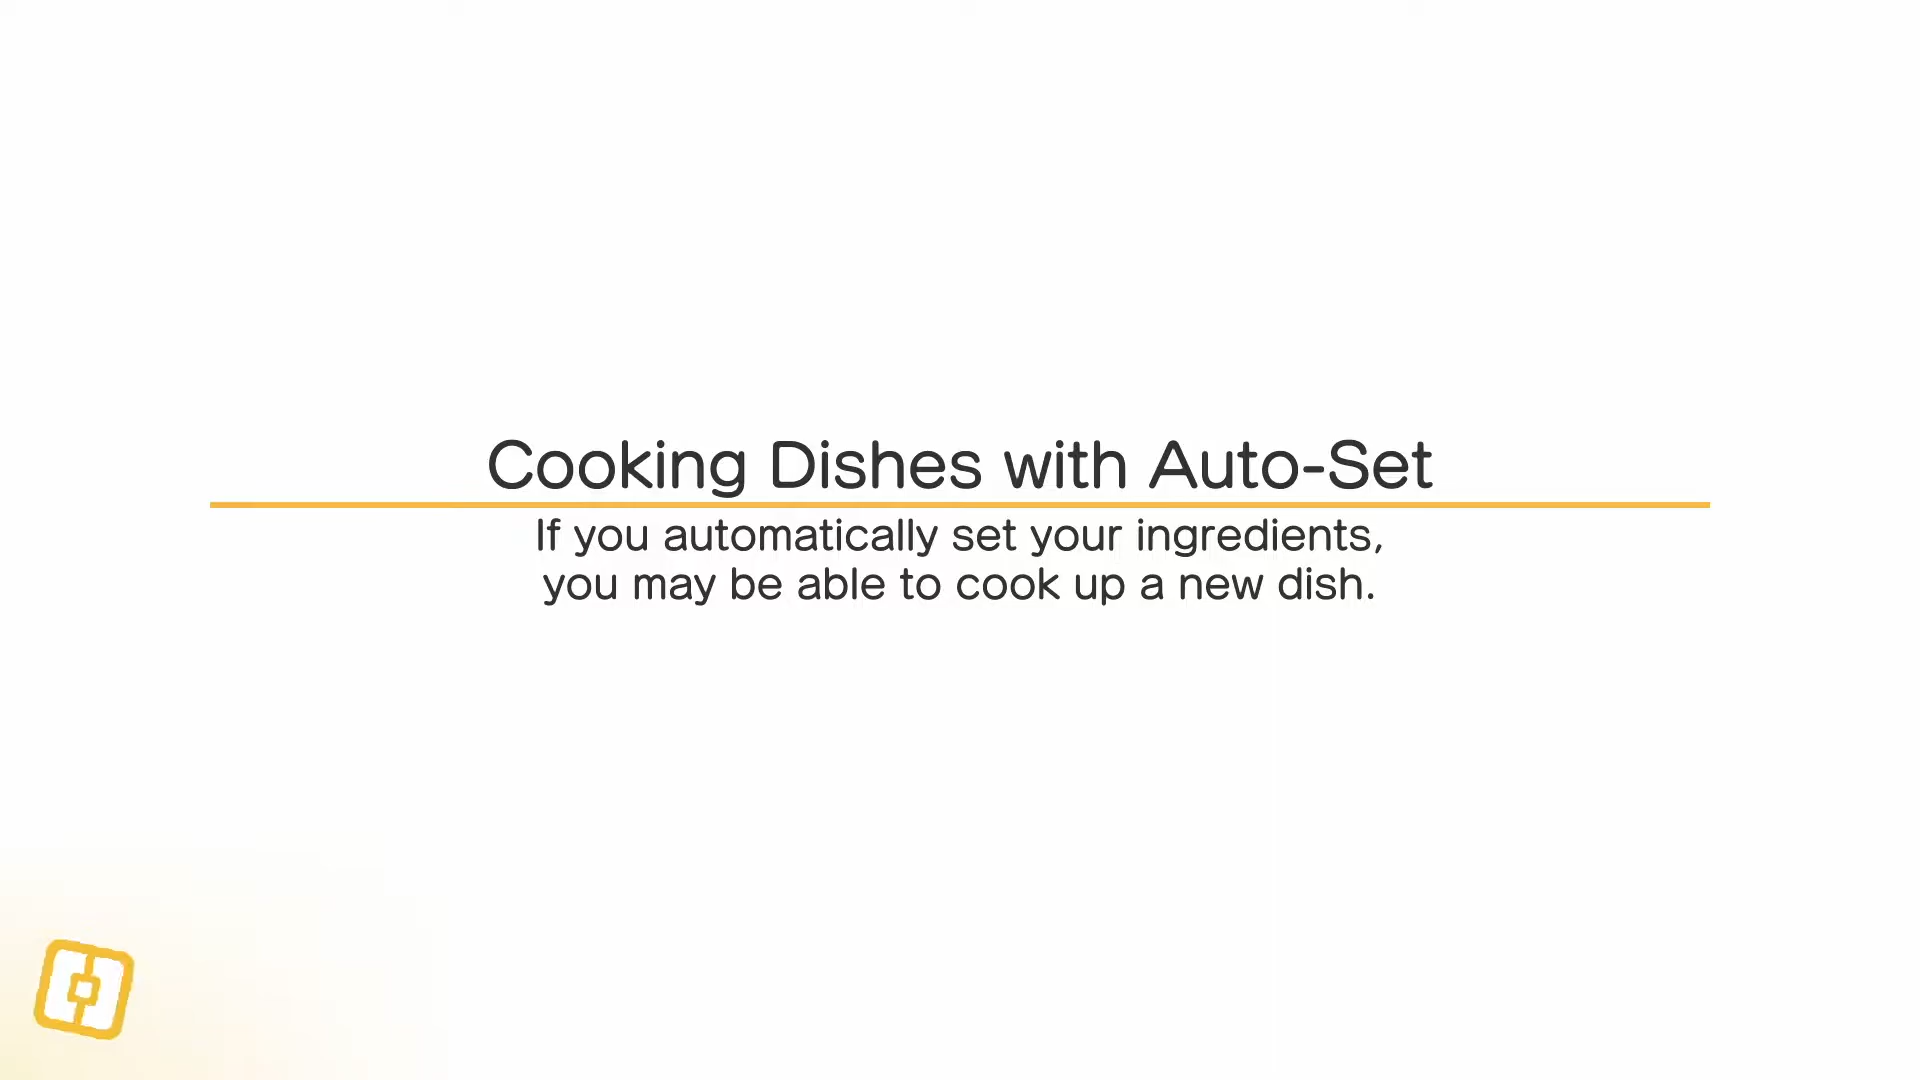 Cooking Dishes with Auto-Set
If you automatically set your ingredients,
you may be able to cook up a new dish.